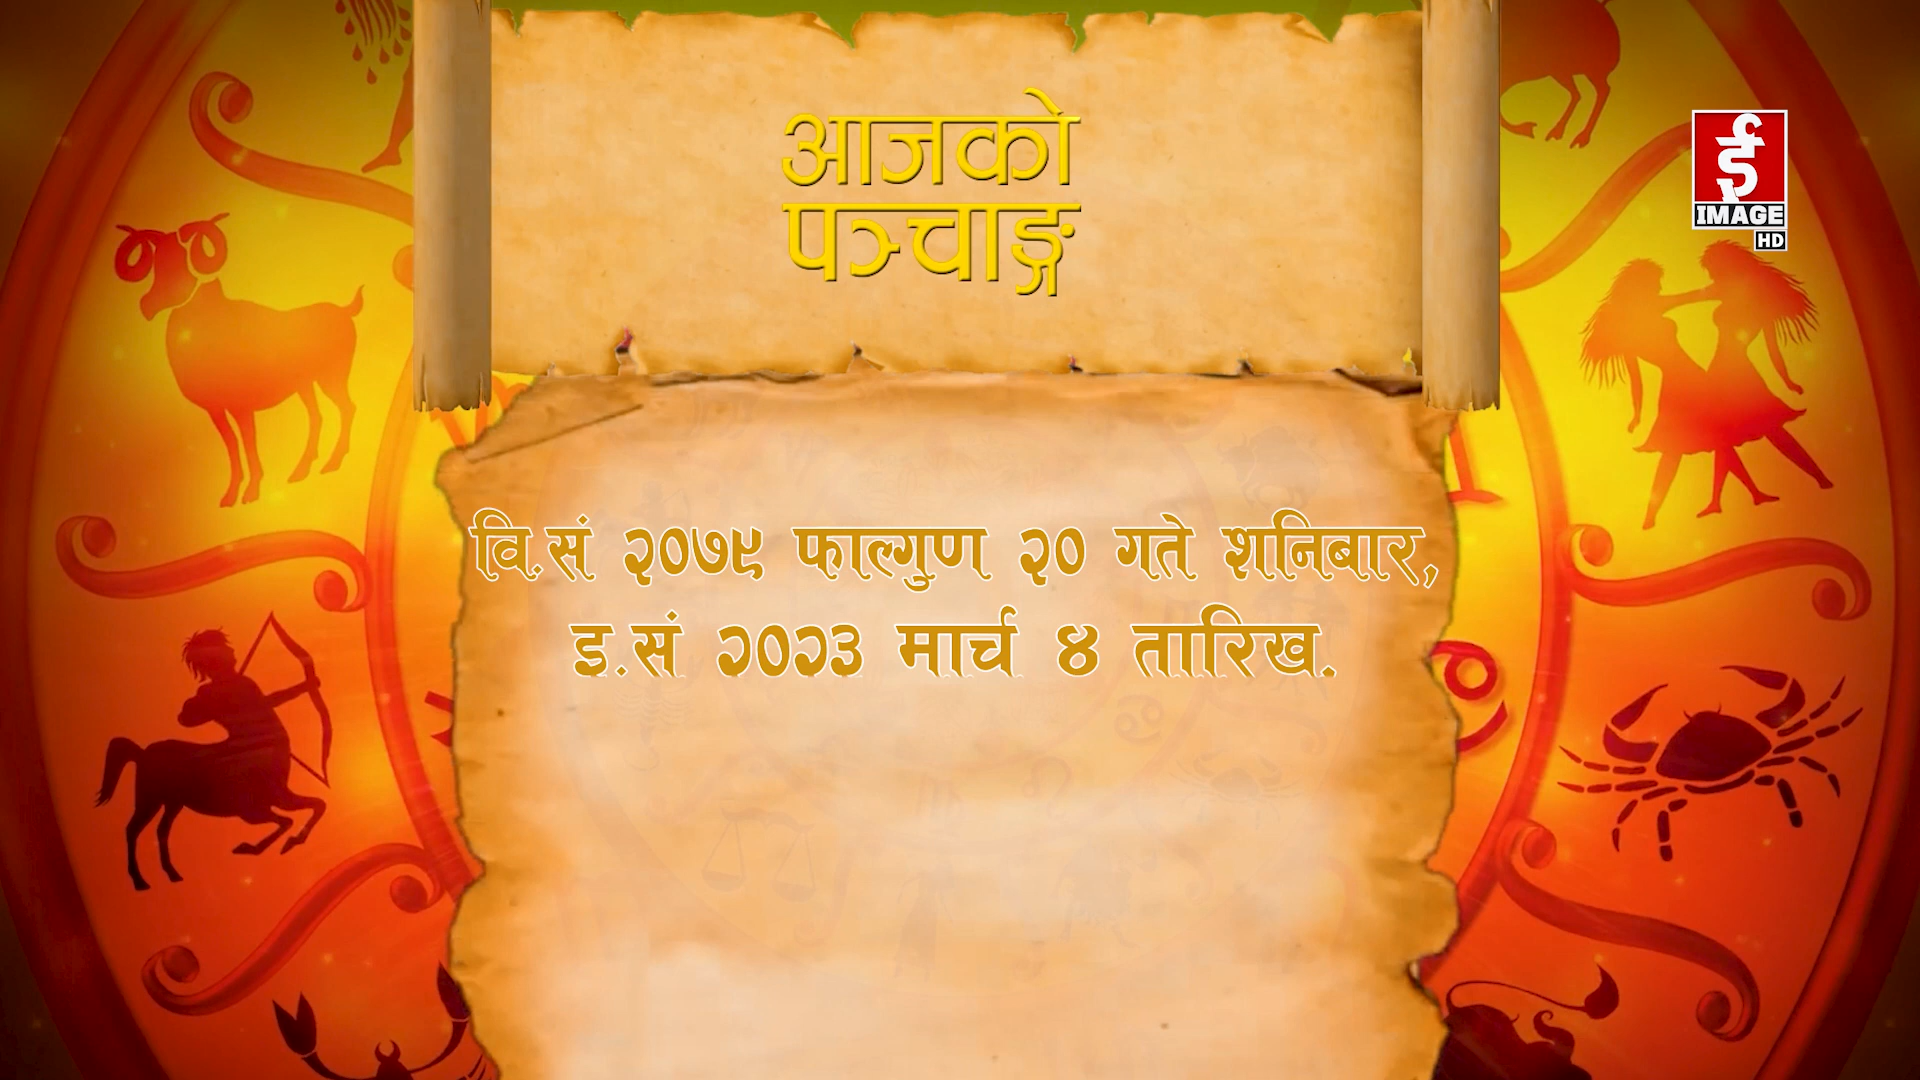 आजको
पञ्चाङ्ग
ई
IMAGE
HD
वि.सं २०७९ फाल्गुण २० गते शनिबार,
इ.सं २०२३ मार्च ४ तारिख.